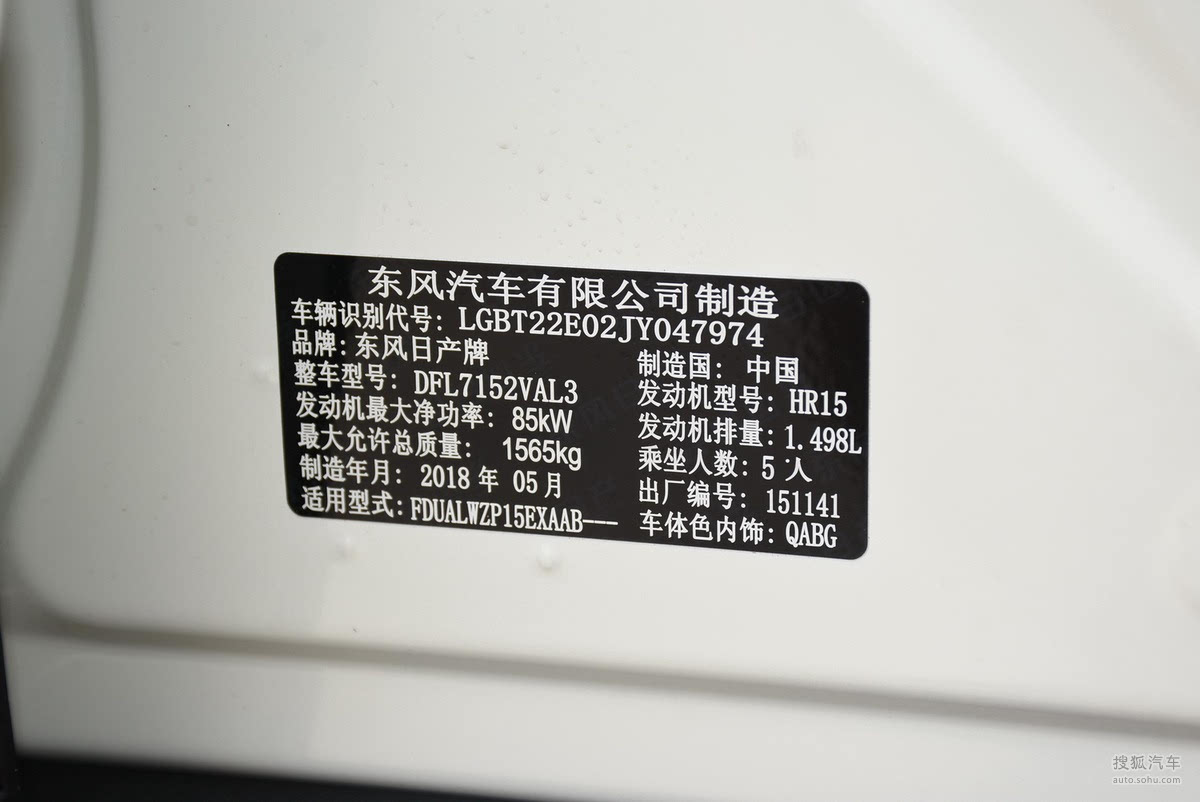 东风汽车有限公司制造
车辆识别代号: LGBT22E02JY047974
品牌: 东风日产牌 制造国: 中国
整车型号: DFL7152VAL3 发动机型号: HR15
发动机最大净功率: 85kW 发动机排量: 1.498L
最大允许总质量: 1565kg 乘坐人数: 5 人
制造年月: 2018 年 05 月 出厂编号: 151141
适用型式: FDUALWZP15EXAAB--- 车体色内饰: QABG
搜狐汽车
auto.sohu.com